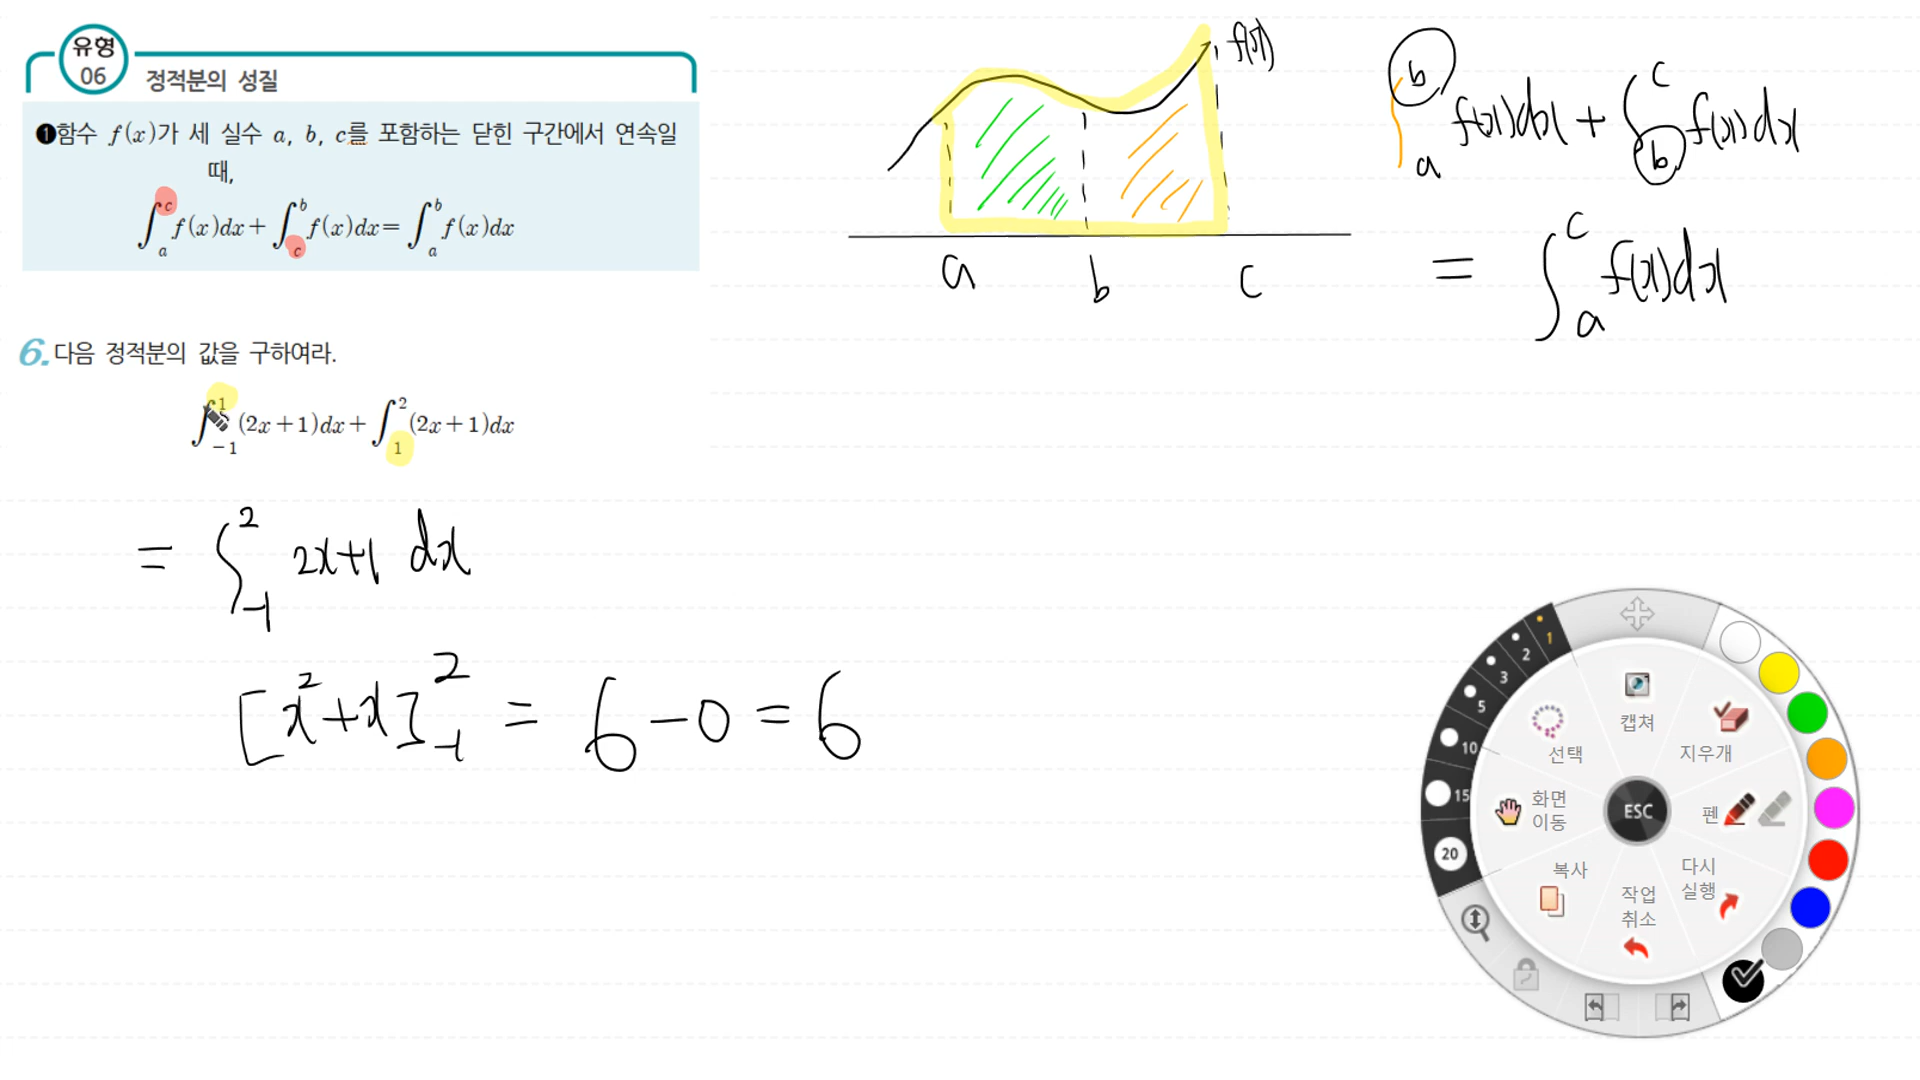 유형
06
정적분의 성질
❶함수 f(x)가 세 실수 a, b, c를 포함하는 닫힌 구간에서 연속일
때,
∫_a^c f(x)dx+∫_c^b f(x)dx=∫_a^b f(x)dx
6. 다음 정적분의 값을 구하여라.
∫_{-1}^1 (2x+1)dx+∫_1^2 (2x+1)dx
= ∫_{-1}^2 2x+1 dx
[x²+x]_{-1}^2 = 6-0=6
f(x)
a b c
∫_a^b f(x)dx + ∫_b^c f(x)dx
= ∫_a^c f(x)dx
1
2
3
5
10
15
20
캡쳐
선택
지우개
화면
이동
ESC
펜
복사
다시
실행
작업
취소